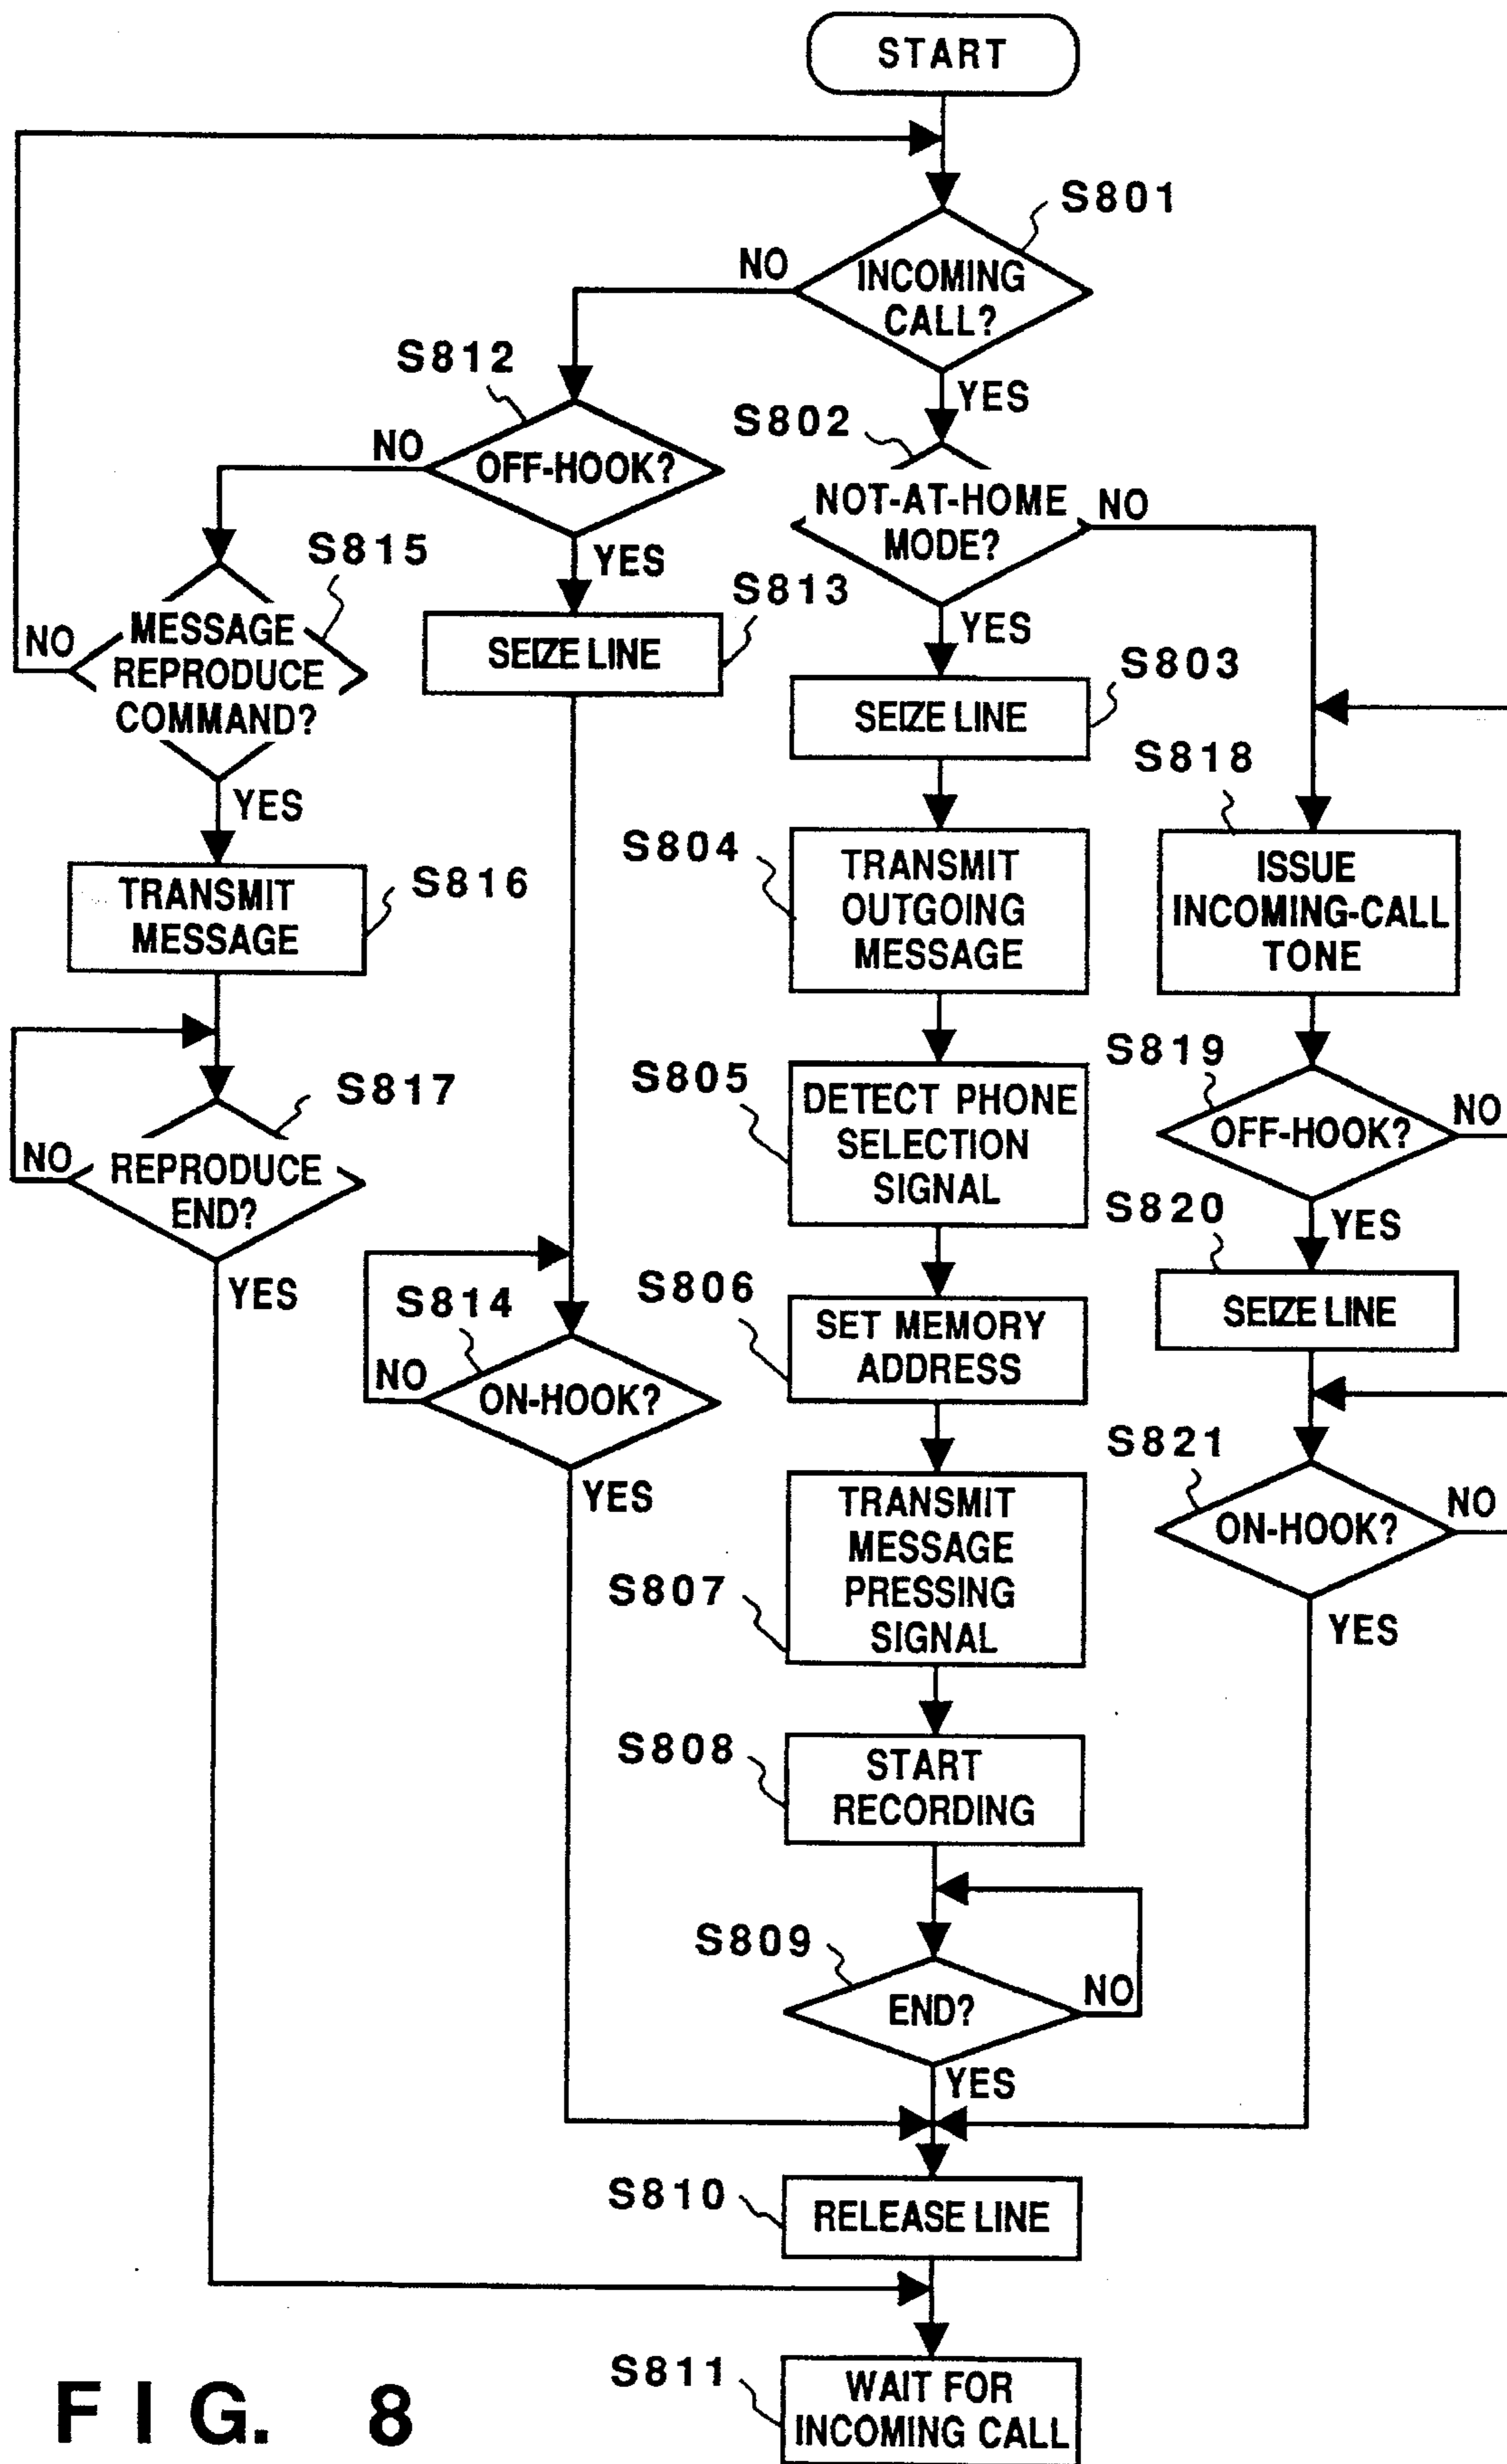 START
S801
NO
INCOMING
CALL?
YES
S812
NO
OFF-HOOK?
YES
S802
NOT-AT-HOME
MODE?
NO
YES
S815
NO
MESSAGE
REPRODUCE
COMMAND?
YES
S813
SEIZE LINE
S803
SEIZE LINE
S818
ISSUE
INCOMING-CALL
TONE
S804
TRANSMIT
OUTGOING
MESSAGE
S816
TRANSMIT
MESSAGE
S817
NO
REPRODUCE
END?
YES
S805
DETECT PHONE
SELECTION
SIGNAL
S819
OFF-HOOK?
NO
YES
S820
SEIZE LINE
S806
SET MEMORY
ADDRESS
S814
NO
ON-HOOK?
YES
S821
ON-HOOK?
NO
YES
S807
TRANSMIT
MESSAGE
PRESSING
SIGNAL
S808
START
RECORDING
S809
END?
NO
YES
S810
RELEASE LINE
S811
WAIT FOR
INCOMING CALL
FIG. 8